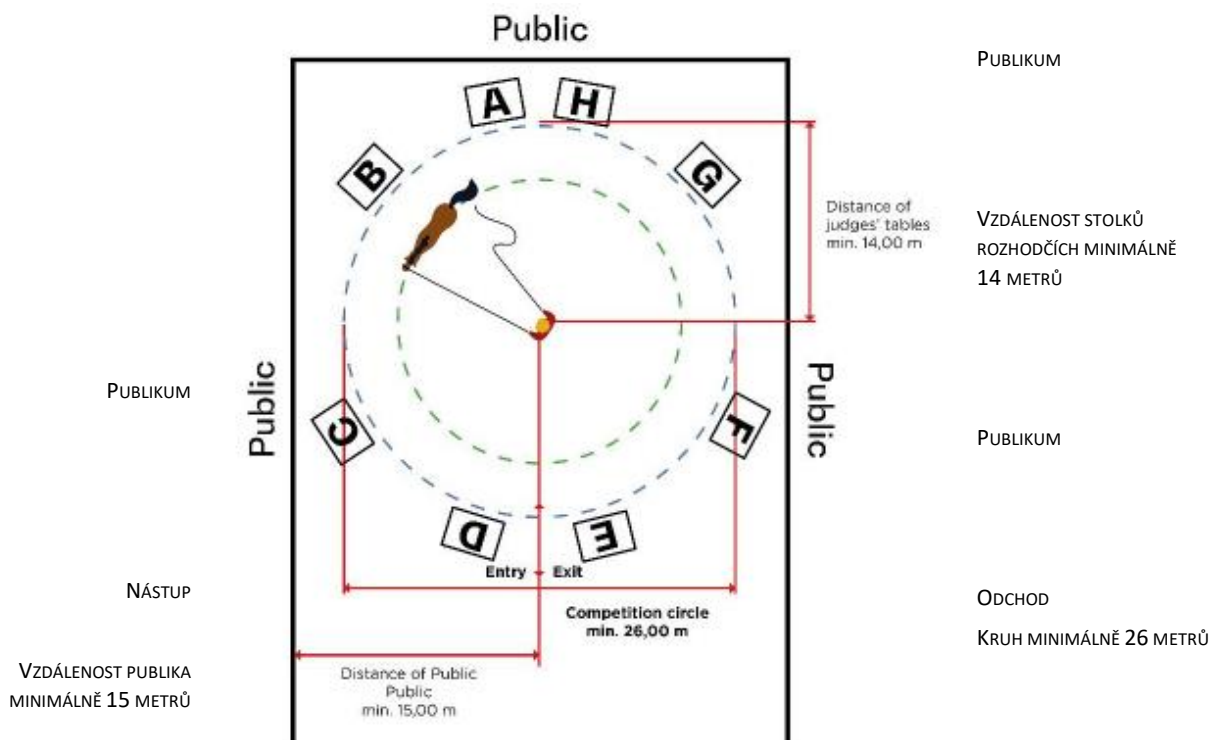 Public
PUBLIKUM
A
H
B
G
Distance of
judges' tables
min. 14,00 m
VZDÁLENOST STOLKŮ
ROZHODČÍCH MINIMÁLNĚ
14 METRŮ
PUBLIKUM
Public
Public
C
F
PUBLIKUM
D
E
Entry
Exit
NÁSTUP
ODCHOD
Competition circle
min. 26,00 m
KRUH MINIMÁLNĚ 26 METRŮ
VZDÁLENOST PUBLIKA
MINIMÁLNĚ 15 METRŮ
Distance of Public
Public
min. 15,00 m